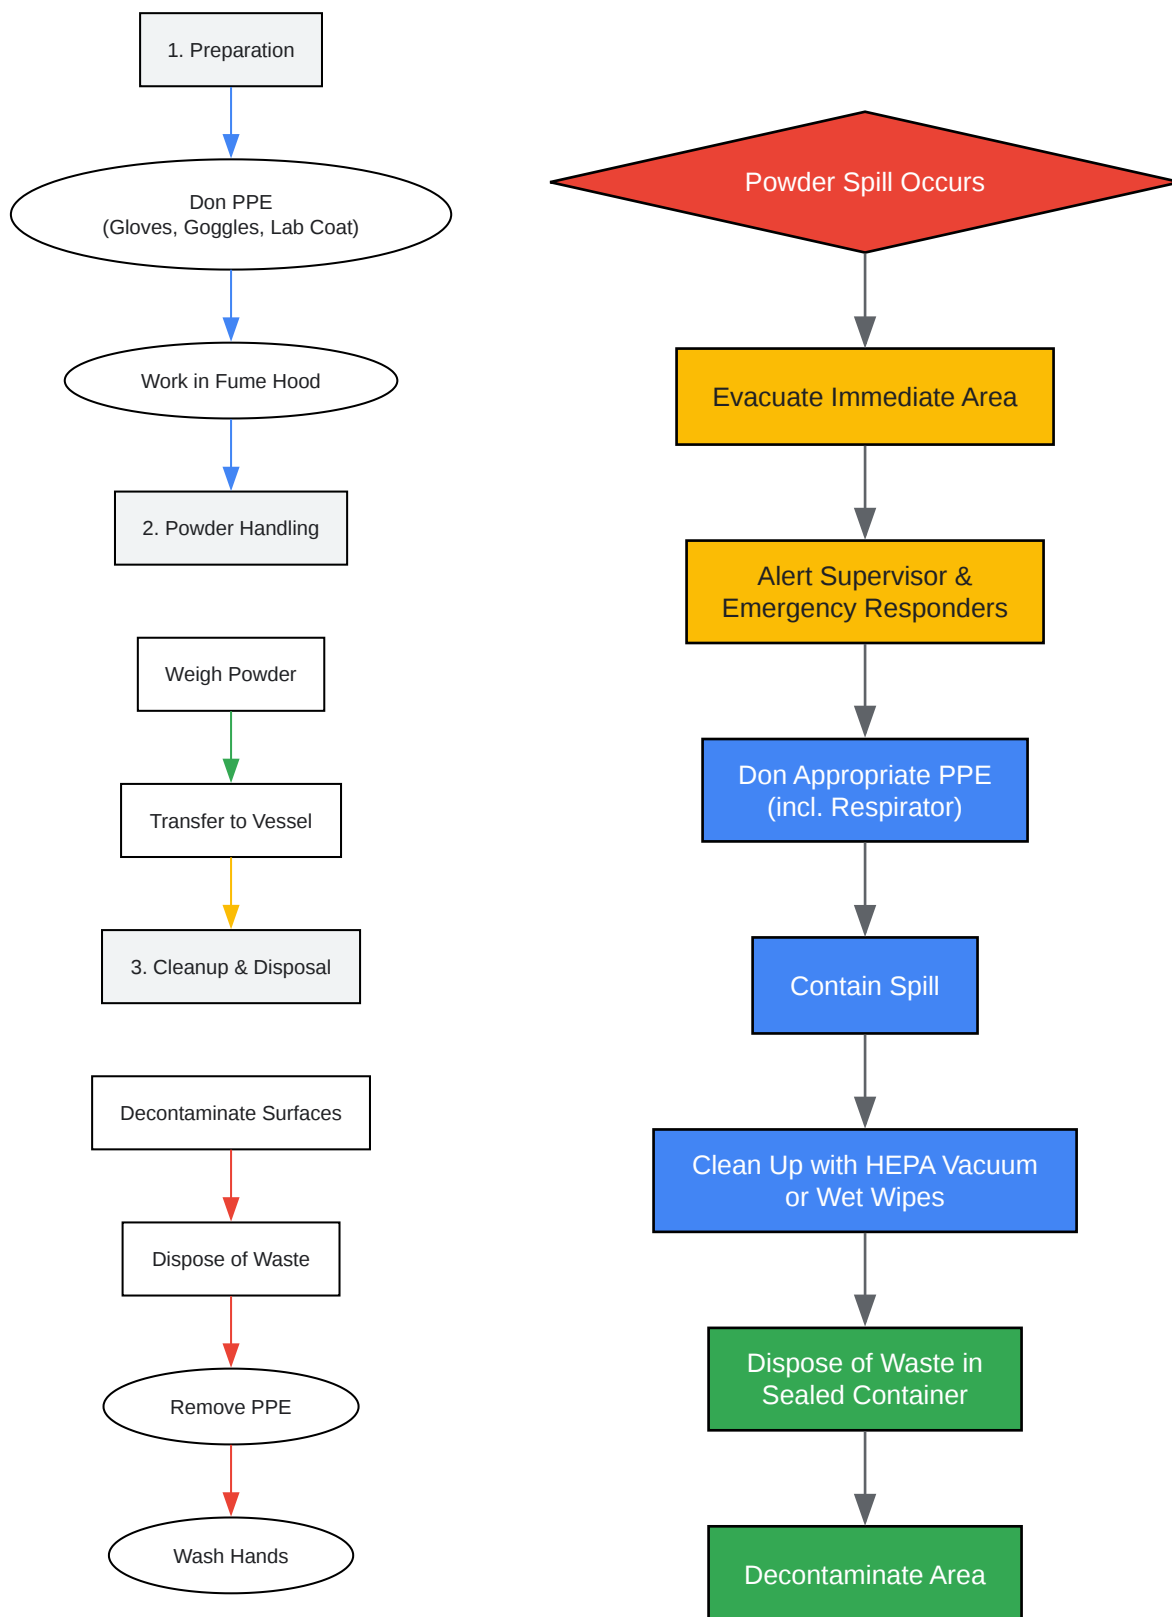 1. Preparation
Don PPE
(Gloves, Goggles, Lab Coat)
Work in Fume Hood
2. Powder Handling
Weigh Powder
Transfer to Vessel
3. Cleanup & Disposal
Decontaminate Surfaces
Dispose of Waste
Remove PPE
Wash Hands
Powder Spill Occurs
Evacuate Immediate Area
Alert Supervisor &
Emergency Responders
Don Appropriate PPE
(incl. Respirator)
Contain Spill
Clean Up with HEPA Vacuum
or Wet Wipes
Dispose of Waste in
Sealed Container
Decontaminate Area